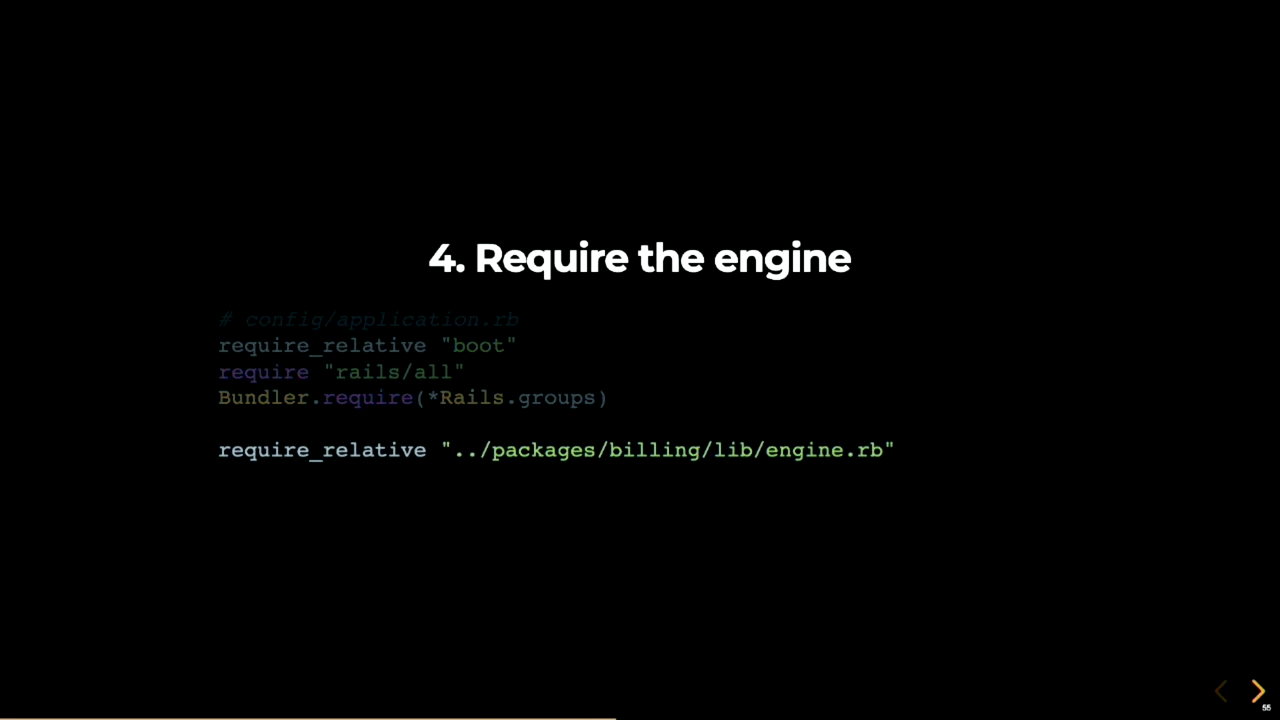 4. Require the engine
# config/application.rb
require_relative "boot"
require "rails/all"
Bundler.require(*Rails.groups)
require_relative "../packages/billing/lib/engine.rb"
55